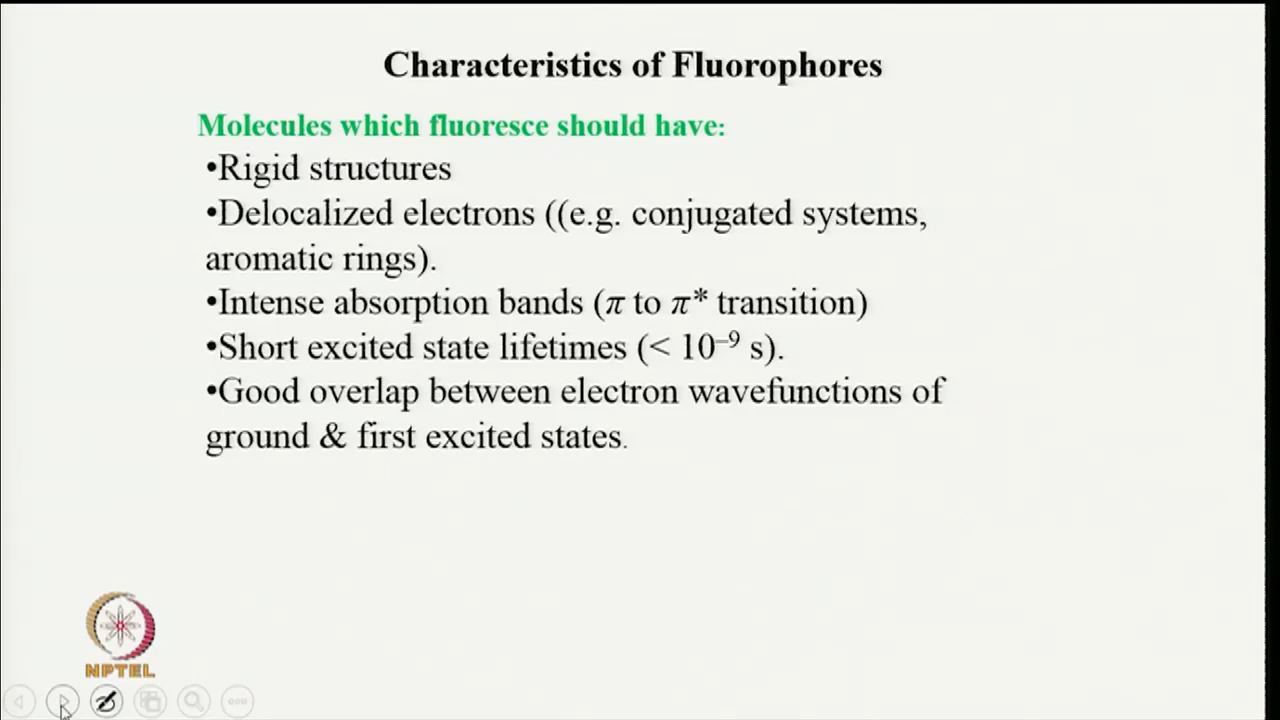 Characteristics of Fluorophores
Molecules which fluoresce should have:
•Rigid structures
•Delocalized electrons ((e.g. conjugated systems,
aromatic rings).
•Intense absorption bands (π to π* transition)
•Short excited state lifetimes (< 10⁻⁹ s).
•Good overlap between electron wavefunctions of
ground & first excited states.
NPTEL